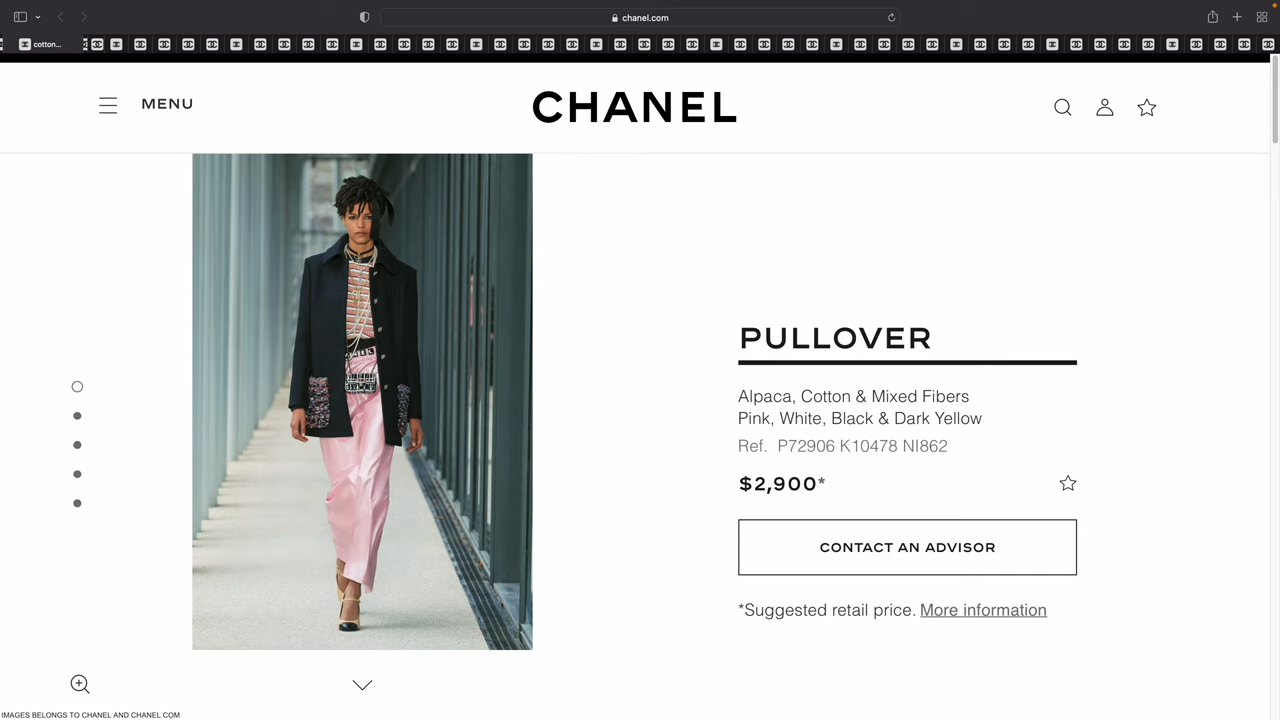 chanel.com
cotton...
MENU
CHANEL
PULLOVER
Alpaca, Cotton & Mixed Fibers
Pink, White, Black & Dark Yellow
Ref. P72906 K10478 NI862
$2,900*
CONTACT AN ADVISOR
*Suggested retail price. More information
IMAGES BELONGS TO CHANEL AND CHANEL.COM